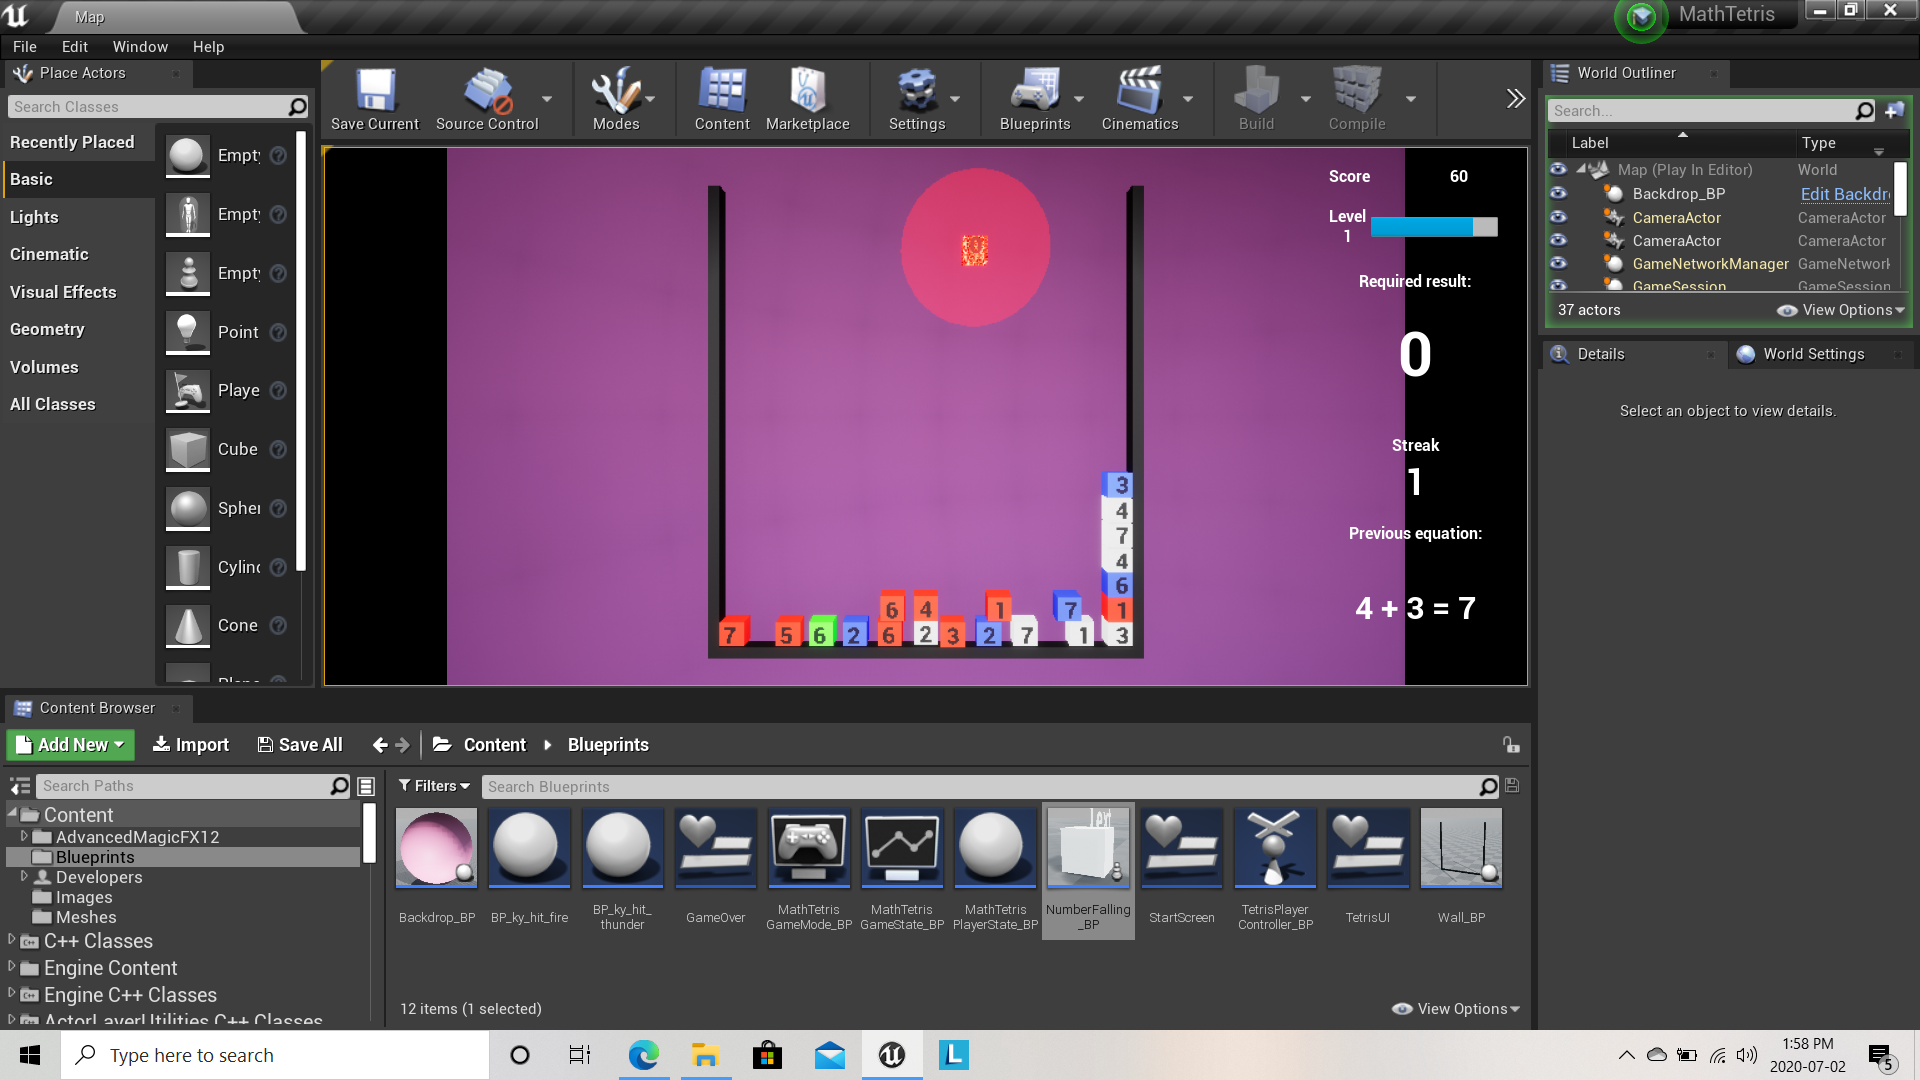 Map
MathTetris
File Edit Window Help
Place Actors
Search Classes
Recently Placed
Basic
Lights
Cinematic
Visual Effects
Geometry
Volumes
All Classes
Empty
Empty
Empty
Point
Playe
Cube
Spher
Cylind
Cone
Save Current
Source Control
Modes
Content
Marketplace
Settings
Blueprints
Cinematics
Build
Compile
Score 60
Level
1
Required result:
0
Streak
1
Previous equation:
4 + 3 = 7
3
4
7
4
6
6 4 1 7 1
7 5 6 2 6 2 3 2 7 1 3
World Outliner
Search...
Label Type
Map (Play In Editor) World
Backdrop_BP Edit Backdr
CameraActor CameraActor
CameraActor CameraActor
GameNetworkManager GameNetwork
GameSession GameSession
37 actors
View Options
Details
World Settings
Select an object to view details.
Content Browser
Add New
Import
Save All
Content
Blueprints
Search Paths
Filters
Search Blueprints
Content
AdvancedMagicFX12
Blueprints
Developers
Images
Meshes
C++ Classes
Engine Content
Engine C++ Classes
ActorLayerUtilities C++ Classes
Backdrop_BP
BP_ky_hit_fire
BP_ky_hit_
thunder
GameOver
MathTetris
GameMode_BP
MathTetris
GameState_BP
MathTetris
PlayerState_BP
NumberFalling
_BP
StartScreen
TetrisPlayer
Controller_BP
TetrisUI
Wall_BP
12 items (1 selected)
View Options
Type here to search
L
1:58 PM
2020-07-02
5